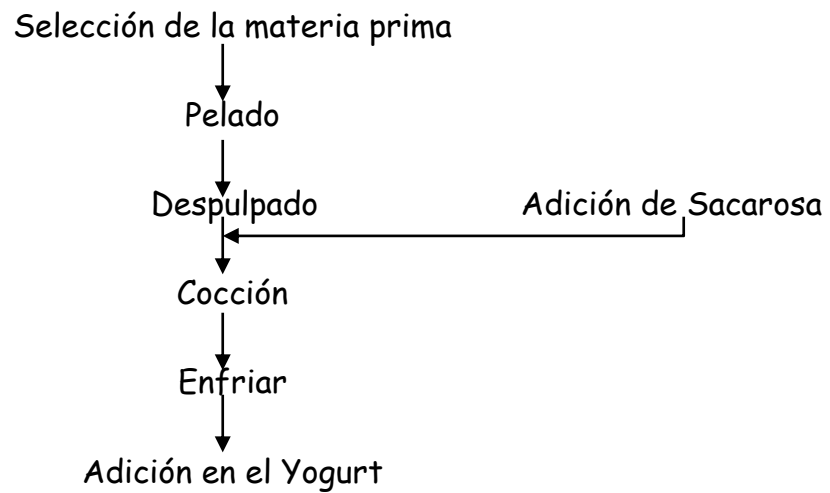 Selección de la materia prima
Pelado
Despulpado Adición de Sacarosa
Cocción
Enfriar
Adición en el Yogurt